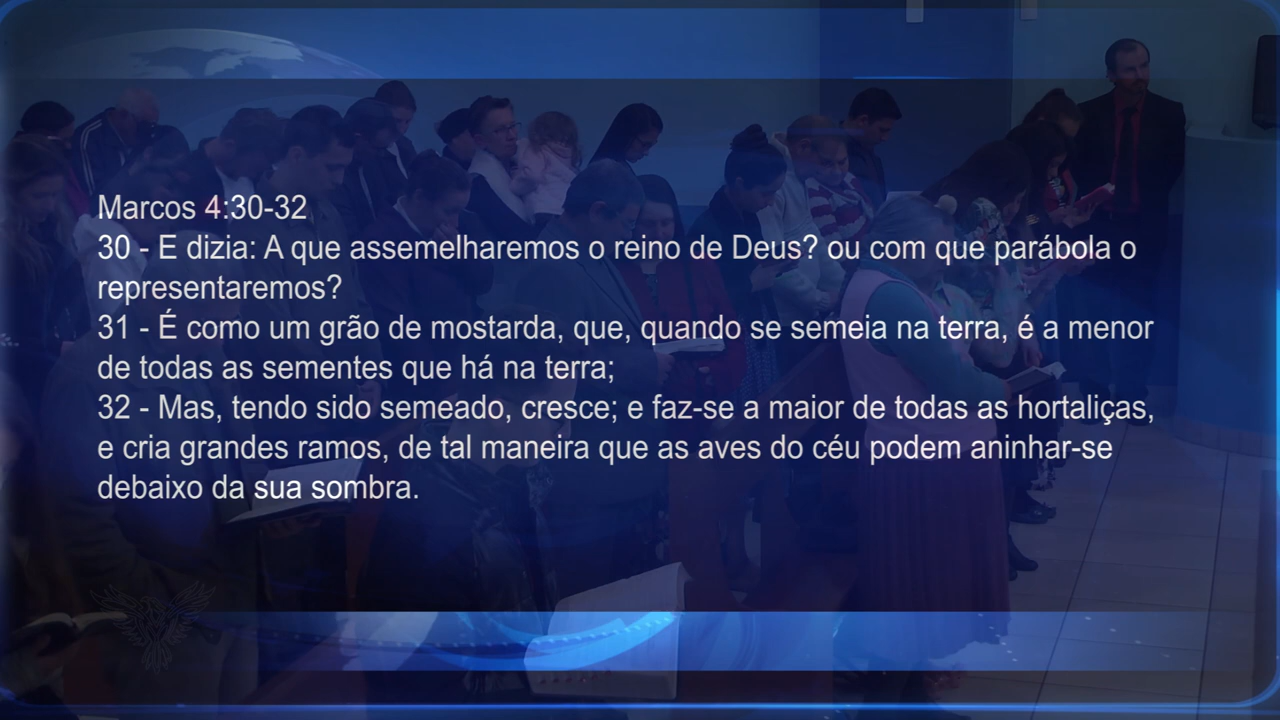 Marcos 4:30-32
30 - E dizia: A que assemelharemos o reino de Deus? ou com que parábola o
representaremos?
31 - É como um grão de mostarda, que, quando se semeia na terra, é a menor
de todas as sementes que há na terra;
32 - Mas, tendo sido semeado, cresce; e faz-se a maior de todas as hortaliças,
e cria grandes ramos, de tal maneira que as aves do céu podem aninhar-se
debaixo da sua sombra.